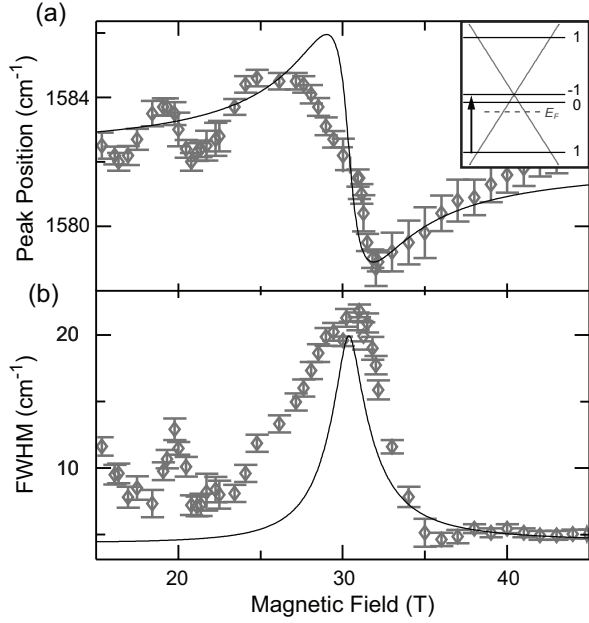 (a)
1584
1580
Peak Position (cm⁻¹)
1
-1
0
E_F
1
(b)
20
10
FWHM (cm⁻¹)
20
30
40
Magnetic Field (T)